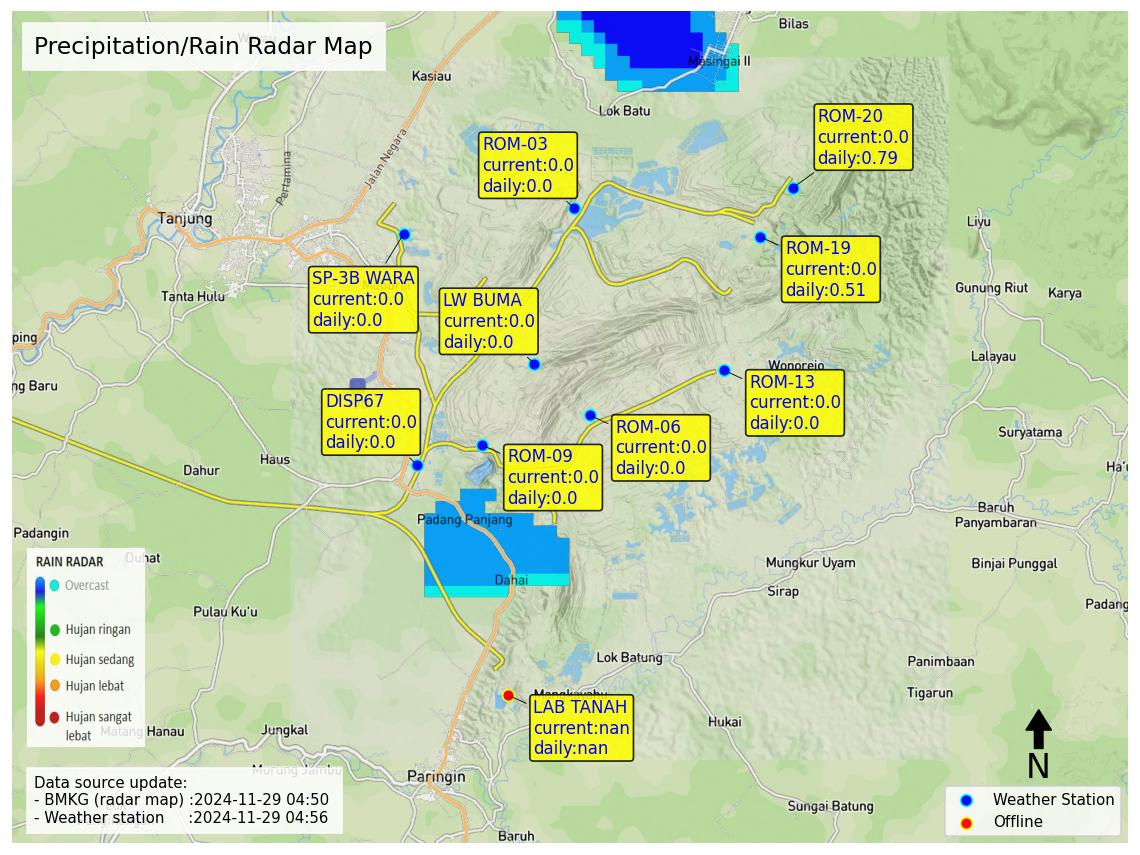 Precipitation/Rain Radar Map
Bilas
Masingai II
Kasiau
Lok Batu
Jalan Negara
Pertamina
Tanjung
Tanta Hulu
ROM-03
current:0.0
daily:0.0
ROM-20
current:0.0
daily:0.79
ROM-19
current:0.0
daily:0.51
SP-3B WARA
current:0.0
daily:0.0
LW BUMA
current:0.0
daily:0.0
Liyu
Gunung Riut
Karya
Lalayau
Wonorejo
ping
ng Baru
ROM-13
current:0.0
daily:0.0
DISP67
current:0.0
daily:0.0
ROM-06
current:0.0
daily:0.0
ROM-09
current:0.0
daily:0.0
Suryatama
Ha'u
Haus
Dahur
Padangin
Duhat
Padang Panjang
Dahai
Baruh
Panyambaran
Binjai Punggal
Mungkur Uyam
Sirap
Padang
Pulau Ku'u
RAIN RADAR
Overcast
Hujan ringan
Hujan sedang
Hujan lebat
Hujan sangat
lebat
Matang Hanau
Jungkal
Murung Jambu
Lok Batung
Mangkayahu
Panimbaan
Tigarun
LAB TANAH
current:nan
daily:nan
Hukai
Paringin
Sungai Batung
Baruh
N
Weather Station
Offline
Data source update:
- BMKG (radar map) :2024-11-29 04:50
- Weather station :2024-11-29 04:56